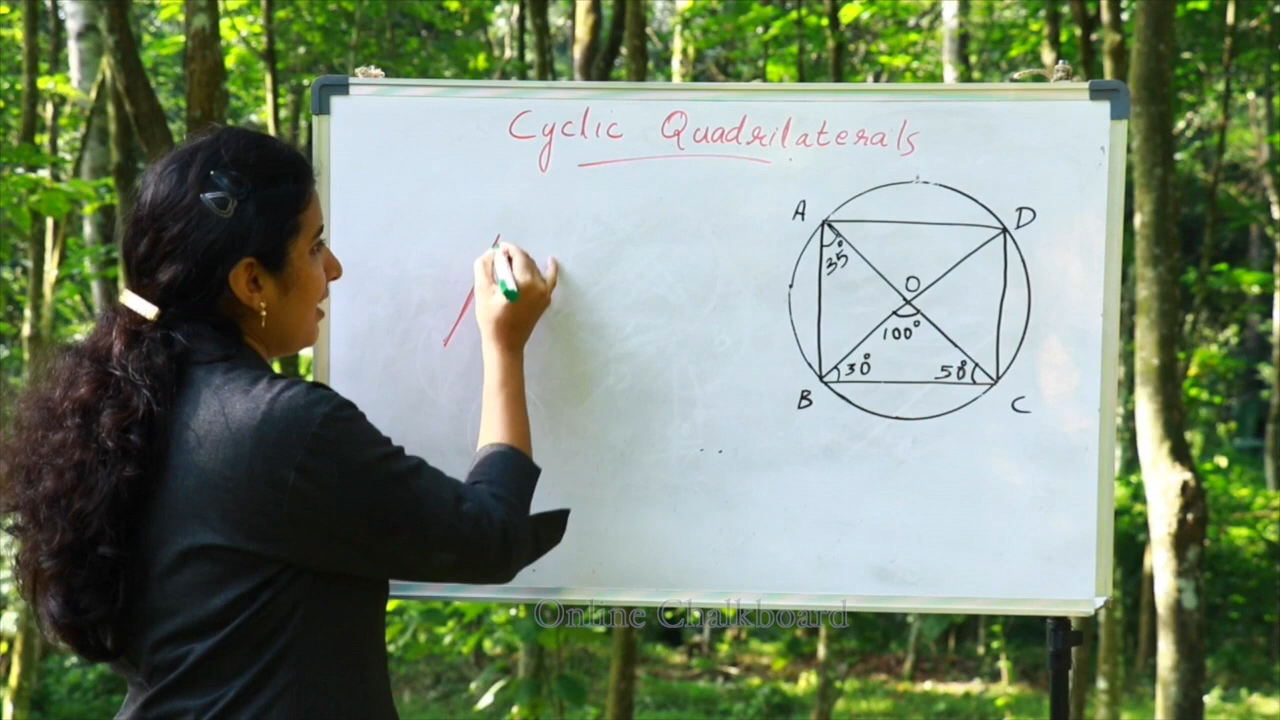 Cyclic Quadrilaterals
A D
35°
O
100°
30° 50°
B C
Online Chalkboard